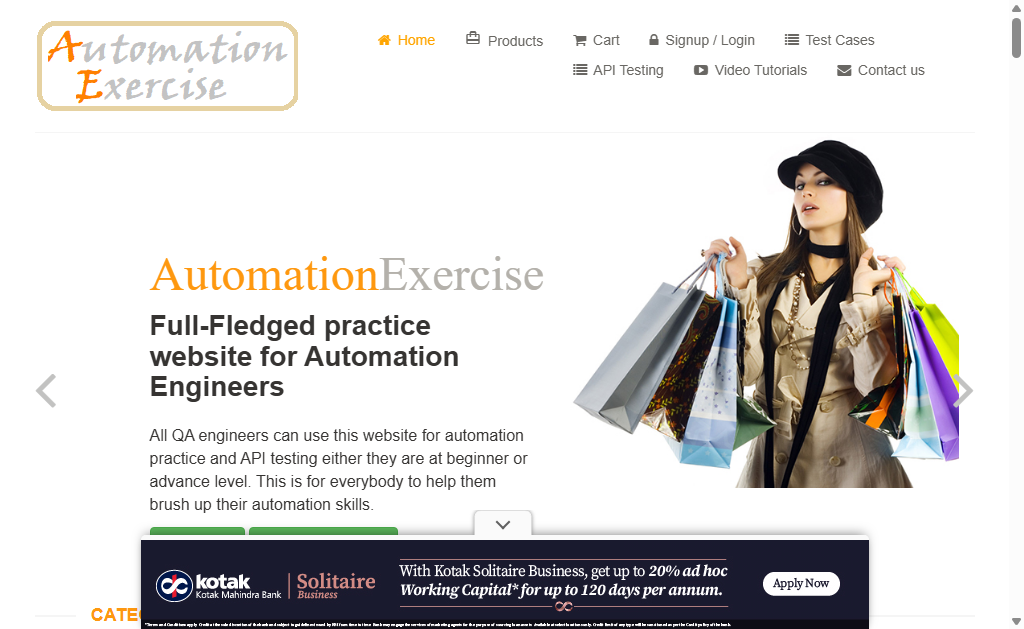 Automation
Exercise
Home
Products
Cart
Signup / Login
Test Cases
API Testing
Video Tutorials
Contact us
AutomationExercise
Full-Fledged practice
website for Automation
Engineers
All QA engineers can use this website for automation
practice and API testing either they are at beginner or
advance level. This is for everybody to help them
brush up their automation skills.
kotak
Kotak Mahindra Bank
Solitaire
Business
With Kotak Solitaire Business, get up to 20% ad hoc
Working Capital* for up to 120 days per annum.
Apply Now
CATE